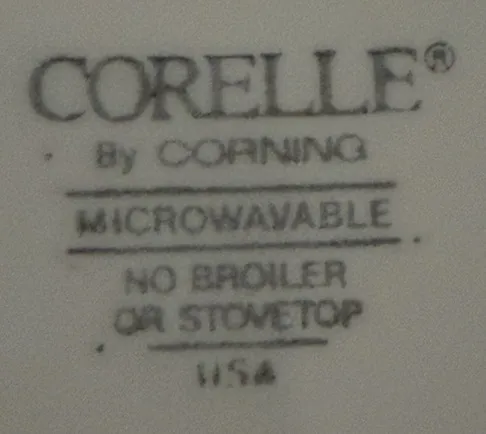 CORELLE®
By CORNING
MICROWAVABLE
NO BROILER
OR STOVETOP
USA